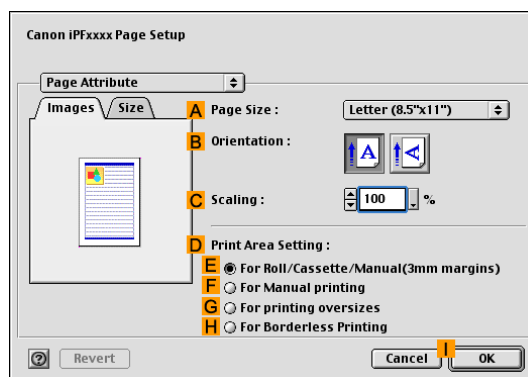 Canon iPFxxxx Page Setup
Page Attribute
Images Size
A Page Size : Letter (8.5"x11")
B Orientation : A A
C Scaling : 100 %
D Print Area Setting :
E For Roll/Cassette/Manual(3mm margins)
F For Manual printing
G For printing oversizes
H For Borderless Printing
I
? Revert Cancel OK